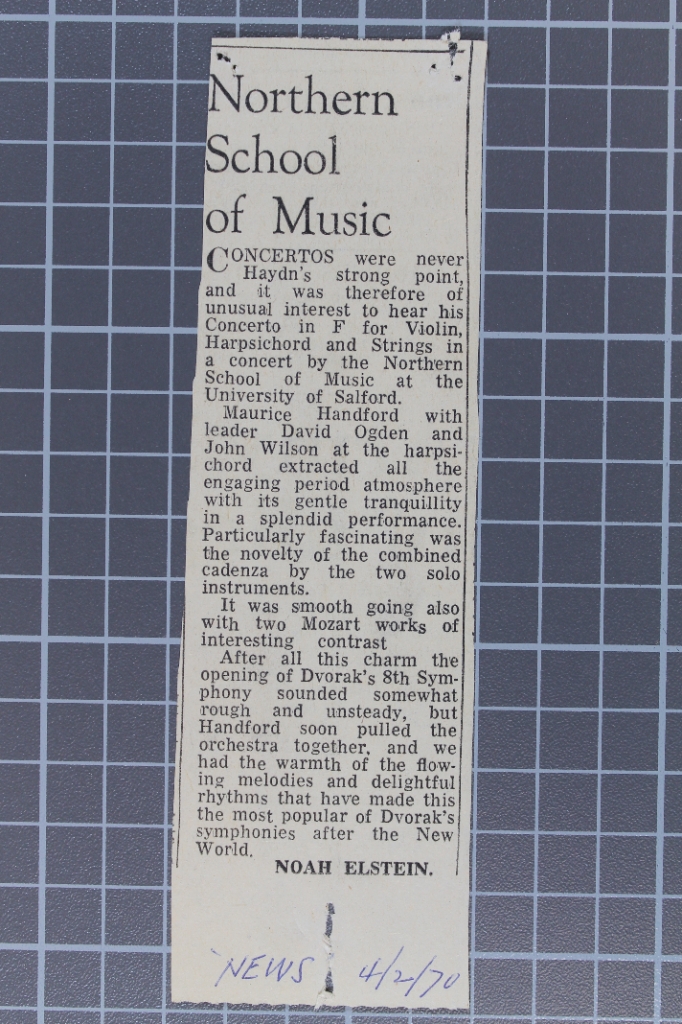 Northern
School
of Music
CONCERTOS were never
Haydn's strong point,
and it was therefore of
unusual interest to hear his
Concerto in F for Violin,
Harpsichord and Strings in
a concert by the Northern
School of Music at the
University of Salford.
Maurice Handford with
leader David Ogden and
John Wilson at the harpsi-
chord extracted all the
engaging period atmosphere
with its gentle tranquillity
in a splendid performance.
Particularly fascinating was
the novelty of the combined
cadenza by the two solo
instruments.
It was smooth going also
with two Mozart works of
interesting contrast
After all this charm the
opening of Dvorak's 8th Sym-
phony sounded somewhat
rough and unsteady, but
Handford soon pulled the
orchestra together, and we
had the warmth of the flow-
ing melodies and delightful
rhythms that have made this
the most popular of Dvorak's
symphonies after the New
World.
NOAH ELSTEIN.
NEWS 4/2/70